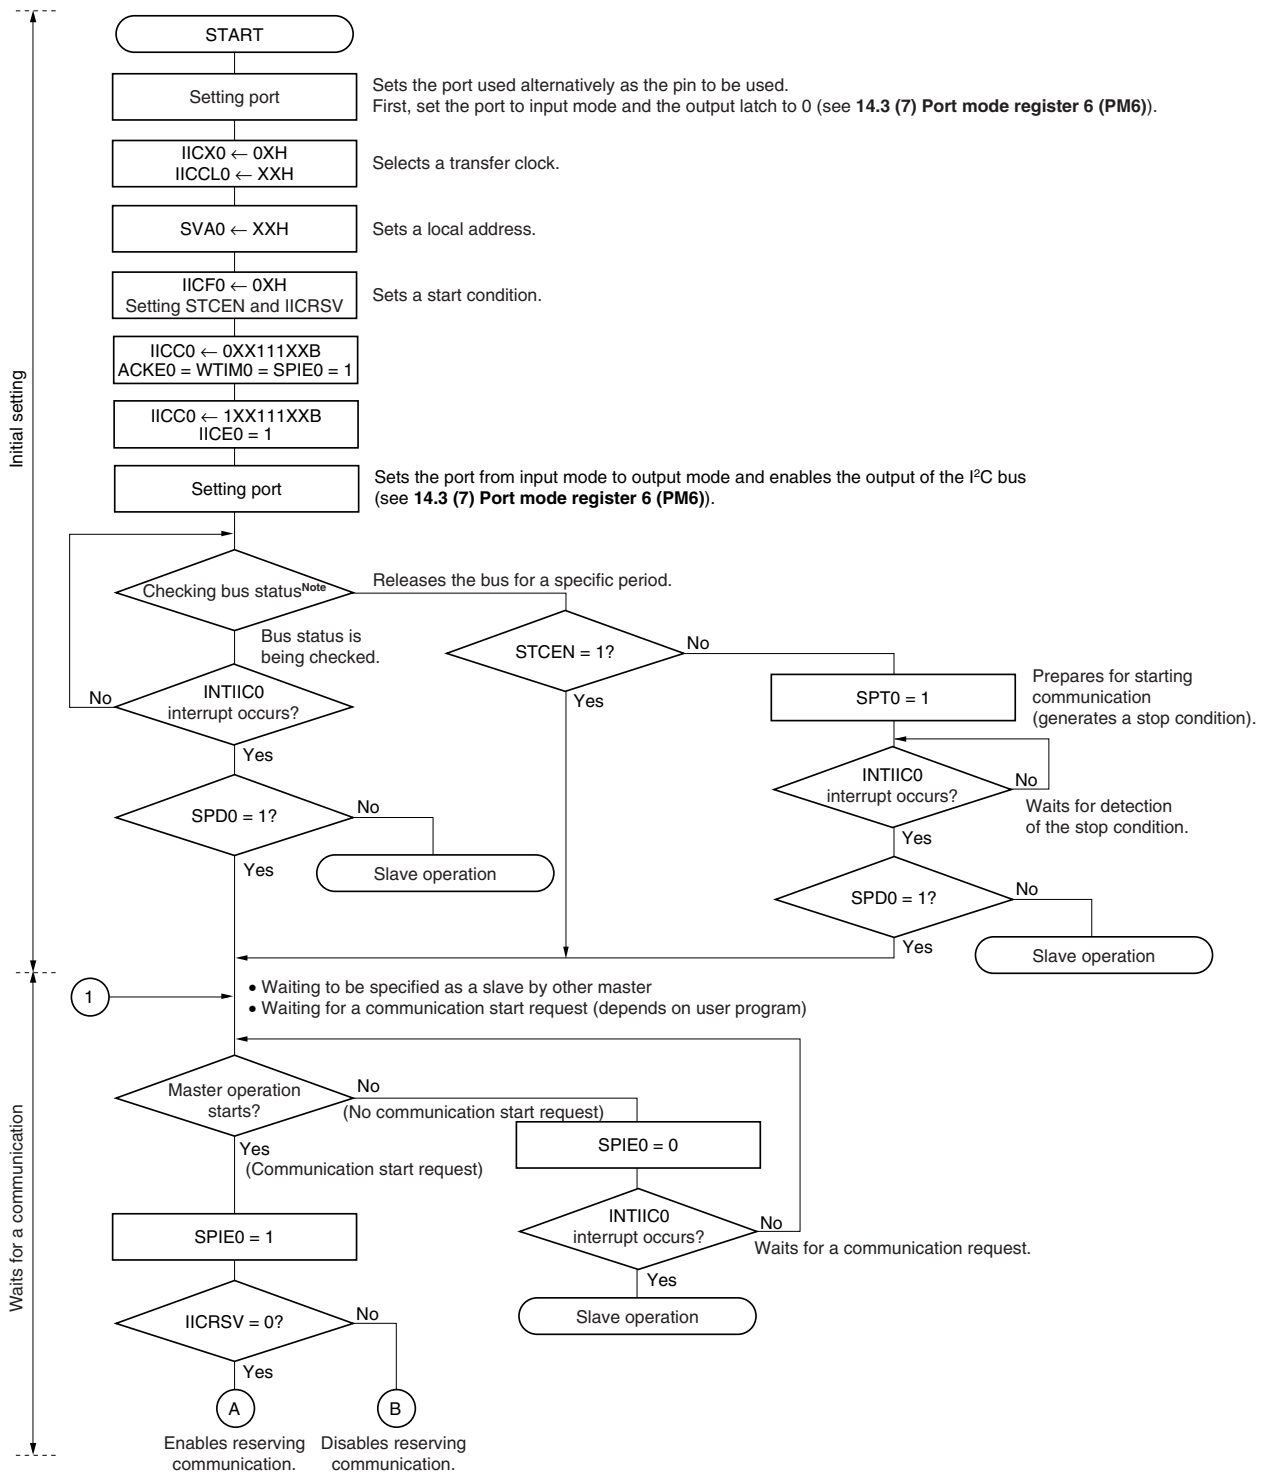 START
Setting port
Sets the port used alternatively as the pin to be used.
First, set the port to input mode and the output latch to 0 (see 14.3 (7) Port mode register 6 (PM6)).
IICX0 ← 0XH
IICCL0 ← XXH
Selects a transfer clock.
SVA0 ← XXH
Sets a local address.
IICF0 ← 0XH
Setting STCEN and IICRSV
Sets a start condition.
IICC0 ← 0XX111XXB
ACKE0 = WTIM0 = SPIE0 = 1
IICC0 ← 1XX111XXB
IICE0 = 1
Initial setting
Setting port
Sets the port from input mode to output mode and enables the output of the I²C bus
(see 14.3 (7) Port mode register 6 (PM6)).
Checking bus statusNote
Releases the bus for a specific period.
Bus status is
being checked.
STCEN = 1?
No
Yes
SPT0 = 1
Prepares for starting
communication
(generates a stop condition).
INTIIC0
interrupt occurs?
No
Yes
INTIIC0
interrupt occurs?
No
Waits for detection
of the stop condition.
Yes
SPD0 = 1?
No
Yes
Slave operation
SPD0 = 1?
No
Yes
Slave operation
1
• Waiting to be specified as a slave by other master
• Waiting for a communication start request (depends on user program)
Waits for a communication
Master operation
starts?
No
(No communication start request)
Yes
(Communication start request)
SPIE0 = 0
INTIIC0
interrupt occurs?
No
Waits for a communication request.
Yes
Slave operation
SPIE0 = 1
IICRSV = 0?
No
Yes
A
B
Enables reserving
communication.
Disables reserving
communication.